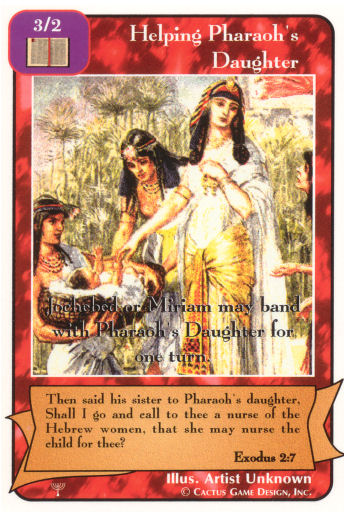 3/2
Helping Pharaoh's
Daughter
Jochebed or Miriam may band
with Pharaoh's Daughter for
one turn.
Then said his sister to Pharaoh's daughter,
Shall I go and call to thee a nurse of the
Hebrew women, that she may nurse the
child for thee?
Exodus 2:7
Illus. Artist Unknown
© Cactus Game Design, Inc.